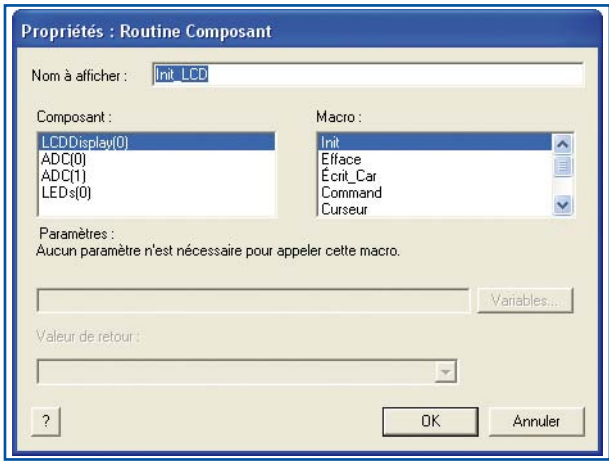 Propriétés : Routine Composant
Nom à afficher : Init_LCD
Composant : Macro :
LCDDisplay(0) Init
ADC(0) Efface
ADC(1) Écrit_Car
LEDs(0) Command
Curseur
Paramètres :
Aucun paramètre n'est nécessaire pour appeler cette macro.
Variables...
Valeur de retour :
? OK Annuler